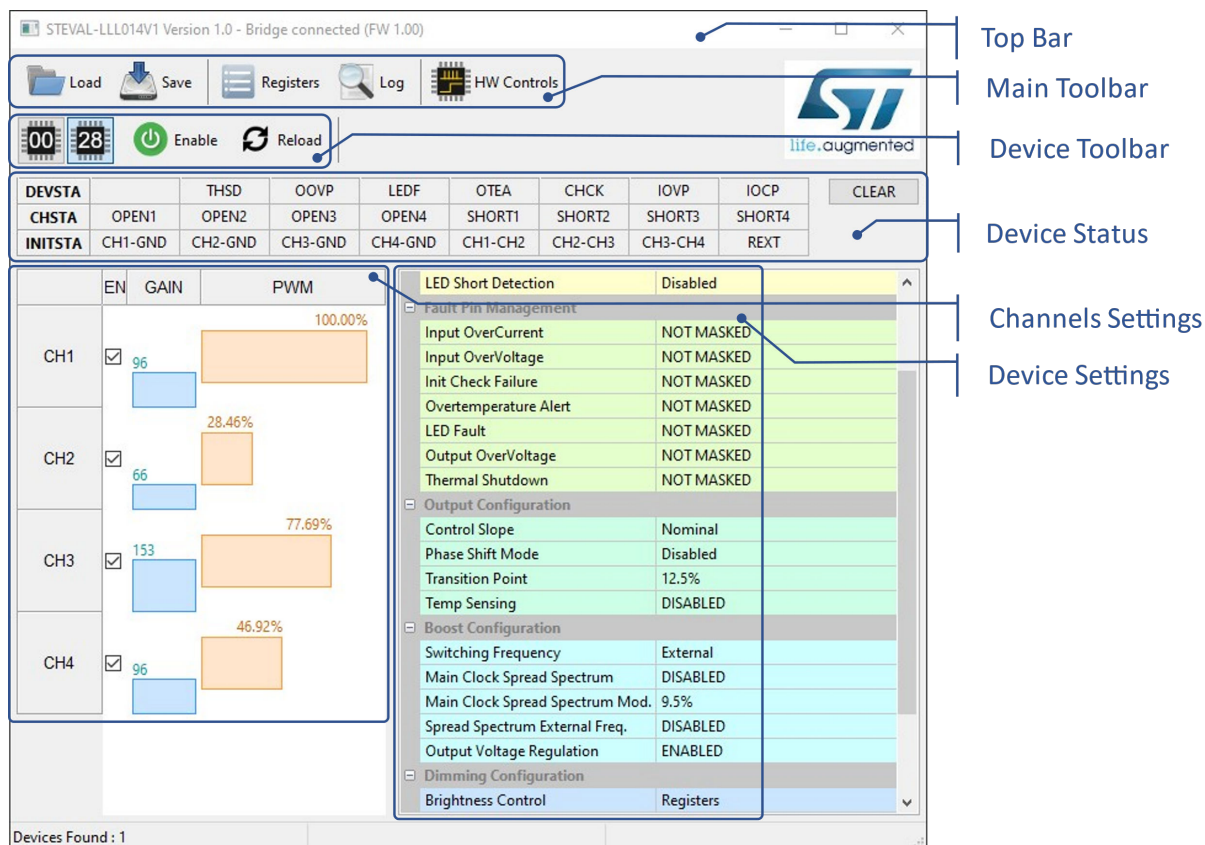 STEVAL-LLL014V1 Version 1.0 - Bridge connected (FW 1.00)
Top Bar
Load Save Registers Log HW Controls
Main Toolbar
ST
life.augmented
00 28 Enable Reload
Device Toolbar
DEVSTA THSD OOVP LEDF OTEA CHCK IOVP IOCP CLEAR
CHSTA OPEN1 OPEN2 OPEN3 OPEN4 SHORT1 SHORT2 SHORT3 SHORT4
INITSTA CH1-GND CH2-GND CH3-GND CH4-GND CH1-CH2 CH2-CH3 CH3-CH4 REXT
Device Status
EN GAIN PWM
CH1 96 100.00%
CH2 66 28.46%
CH3 153 77.69%
CH4 96 46.92%
Channels Settings
LED Short Detection Disabled
Fault Pin Management
Input OverCurrent NOT MASKED
Input OverVoltage NOT MASKED
Init Check Failure NOT MASKED
Overtemperature Alert NOT MASKED
LED Fault NOT MASKED
Output OverVoltage NOT MASKED
Thermal Shutdown NOT MASKED
Output Configuration
Control Slope Nominal
Phase Shift Mode Disabled
Transition Point 12.5%
Temp Sensing DISABLED
Boost Configuration
Switching Frequency External
Main Clock Spread Spectrum DISABLED
Main Clock Spread Spectrum Mod. 9.5%
Spread Spectrum External Freq. DISABLED
Output Voltage Regulation ENABLED
Dimming Configuration
Brightness Control Registers
Device Settings
Devices Found : 1